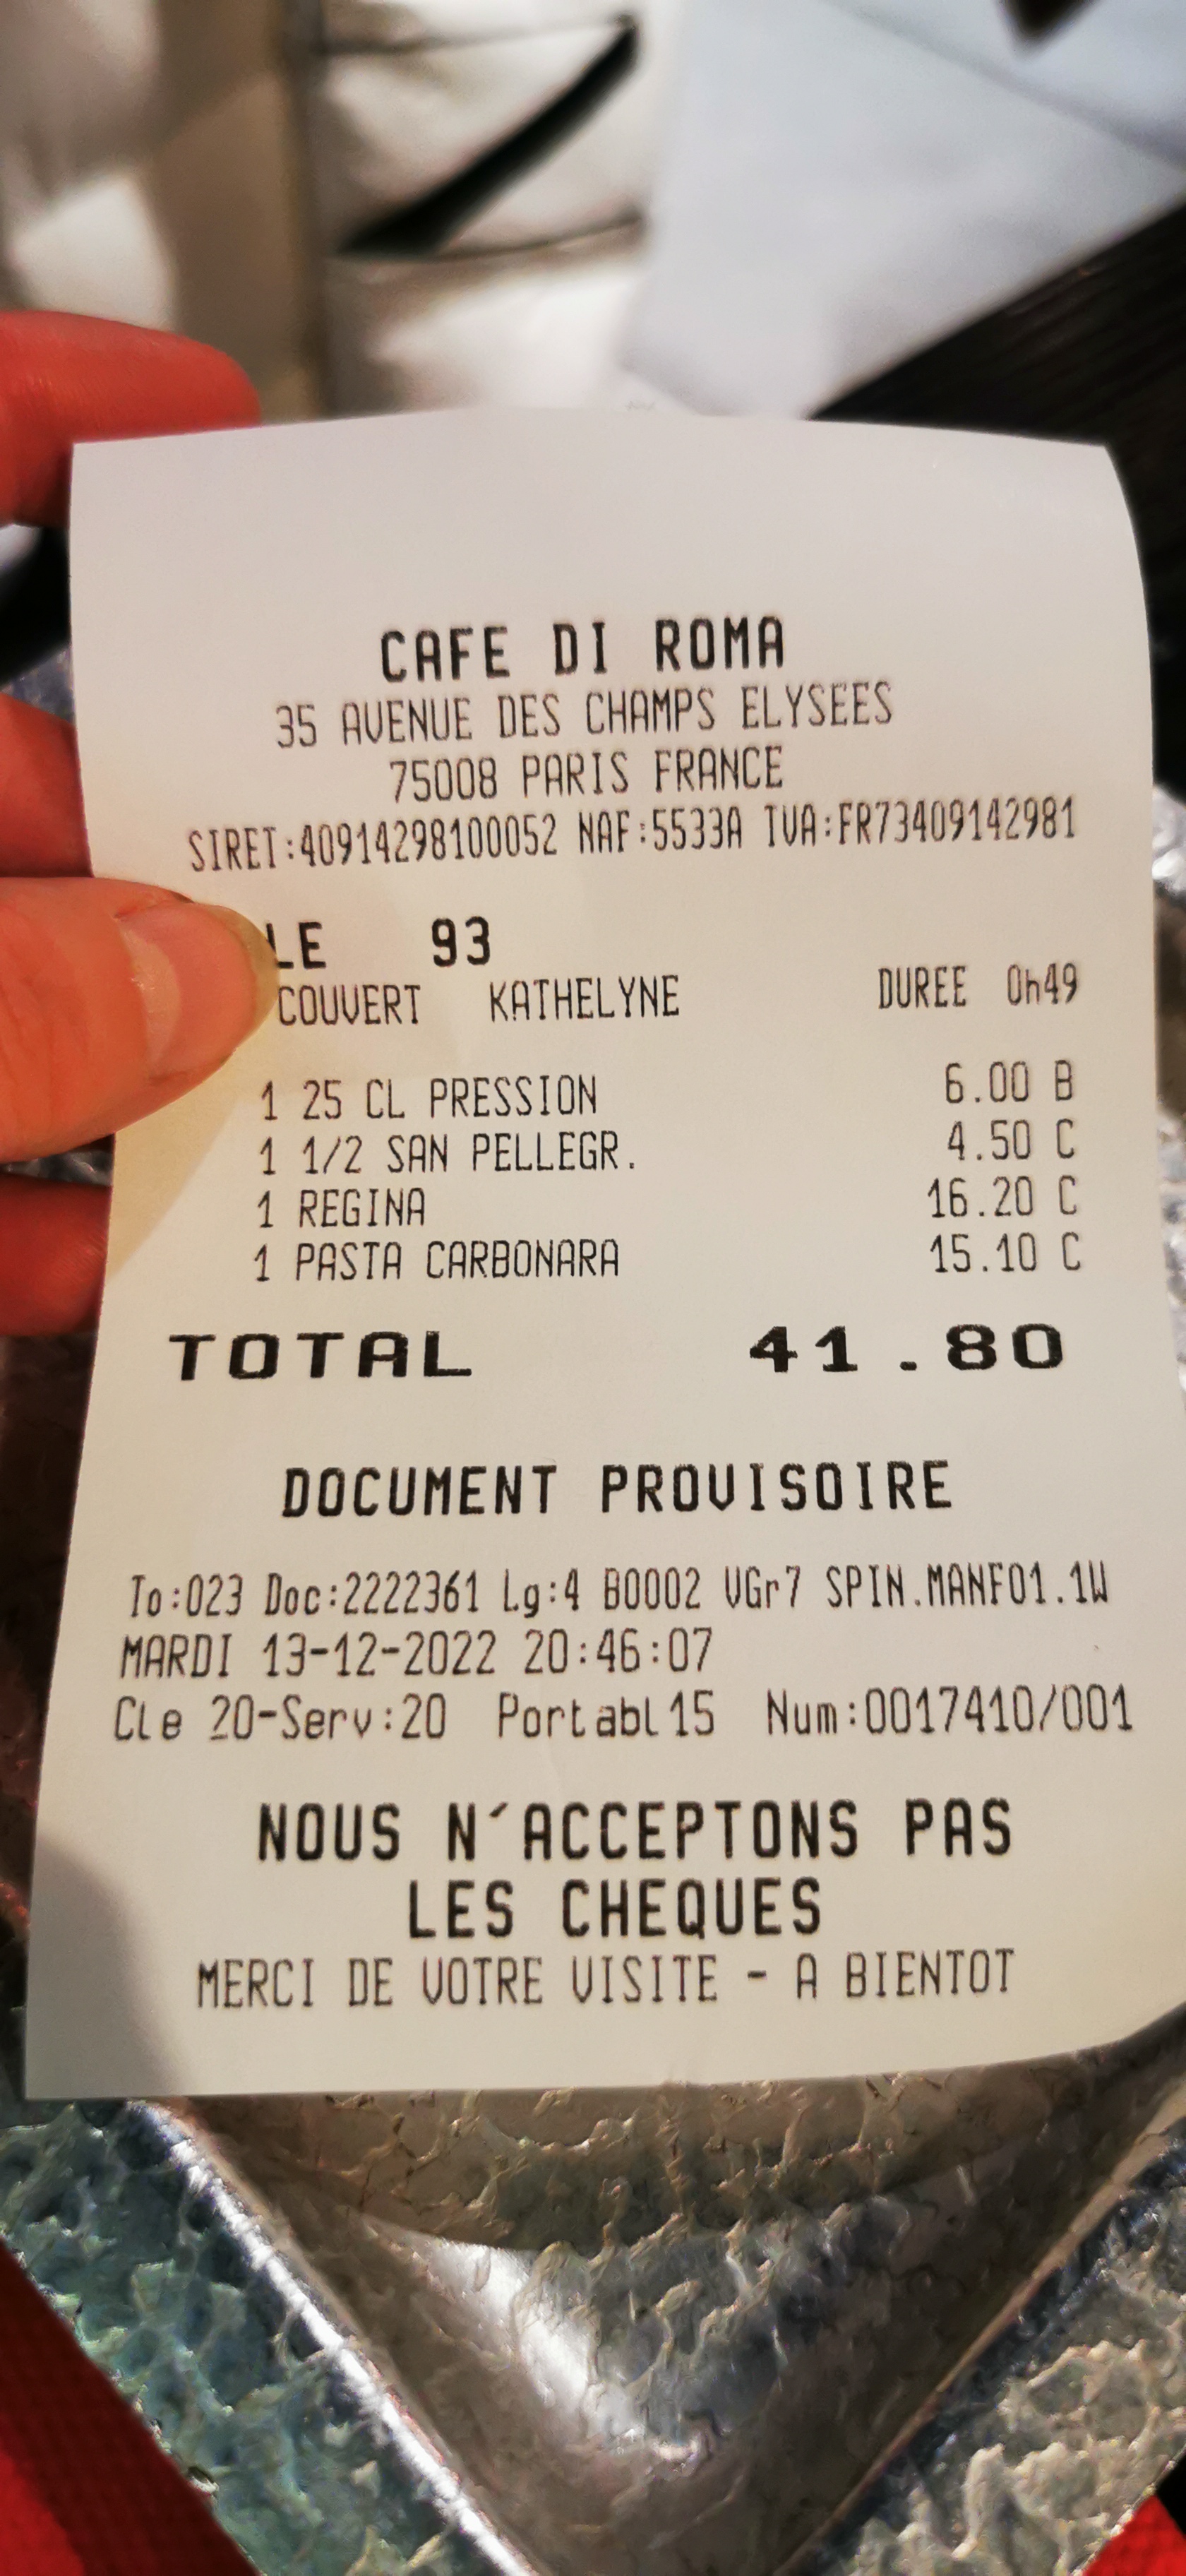 CAFE DI ROMA
35 AVENUE DES CHAMPS ELYSEES
75008 PARIS FRANCE
SIRET:40914298100052 NAF:5533A TVA:FR73409142981
LE 93
COUVERT KATHELYNE DUREE 0h49
1 25 CL PRESSION 6.00 B
1 1/2 SAN PELLEGR. 4.50 C
1 REGINA 16.20 C
1 PASTA CARBONARA 15.10 C
TOTAL 41.80
DOCUMENT PROVISOIRE
To:023 Doc:2222361 Lg:4 B0002 VGr7 SPIN.MANF01.1W
MARDI 13-12-2022 20:46:07
Cle 20-Serv:20 Portabl15 Num:0017410/001
NOUS N´ACCEPTONS PAS
LES CHEQUES
MERCI DE VOTRE VISITE - A BIENTOT